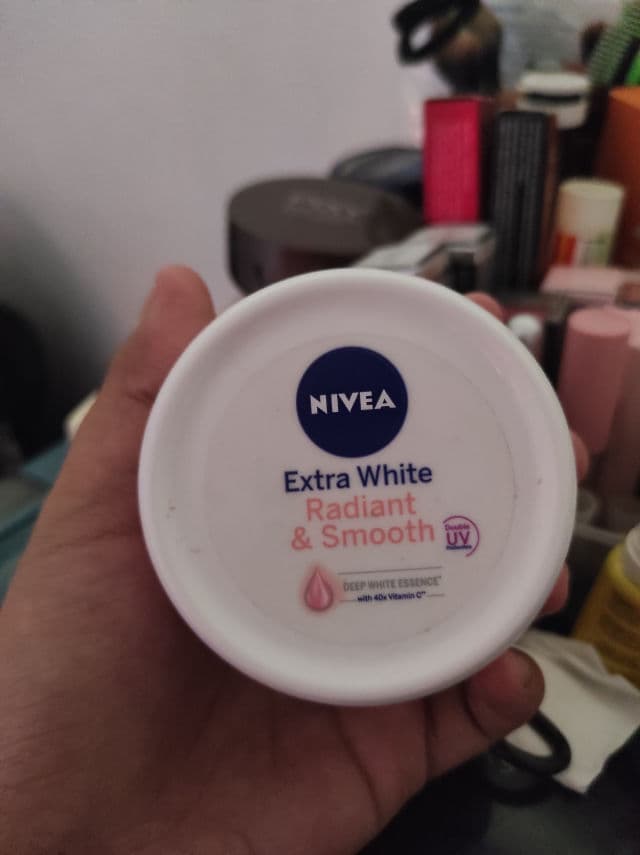 NIVEA
Extra White
Radiant
& Smooth
Double
UV
DEEP WHITE ESSENCE*
with 40x Vitamin C**